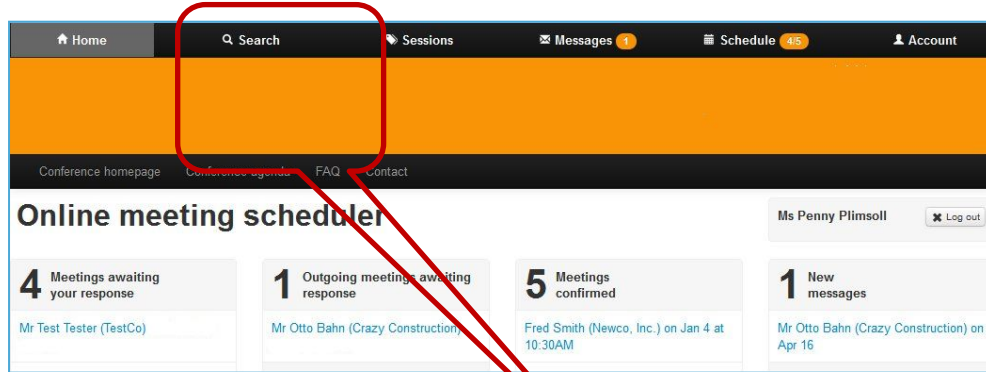 Home Search Sessions Messages 1 Schedule 4/5 Account
Conference homepage Conference agenda FAQ Contact
Online meeting scheduler
Ms Penny Plimsoll
Log out
4 Meetings awaiting
your response
1 Outgoing meetings awaiting
response
5 Meetings
confirmed
1 New
messages
Mr Test Tester (TestCo)
Mr Otto Bahn (Crazy Construction)
Fred Smith (Newco, Inc.) on Jan 4 at
10:30AM
Mr Otto Bahn (Crazy Construction) on
Apr 16